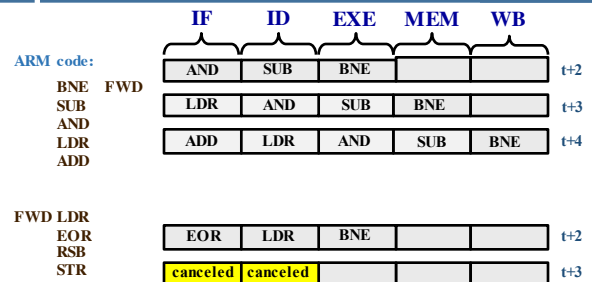 IF ID EXE MEM WB
ARM code:
AND SUB BNE t+2
BNE FWD
SUB
LDR AND SUB BNE t+3
AND
LDR
ADD LDR AND SUB BNE t+4
ADD
FWD LDR
EOR
EOR LDR BNE t+2
RSB
STR
canceled canceled t+3